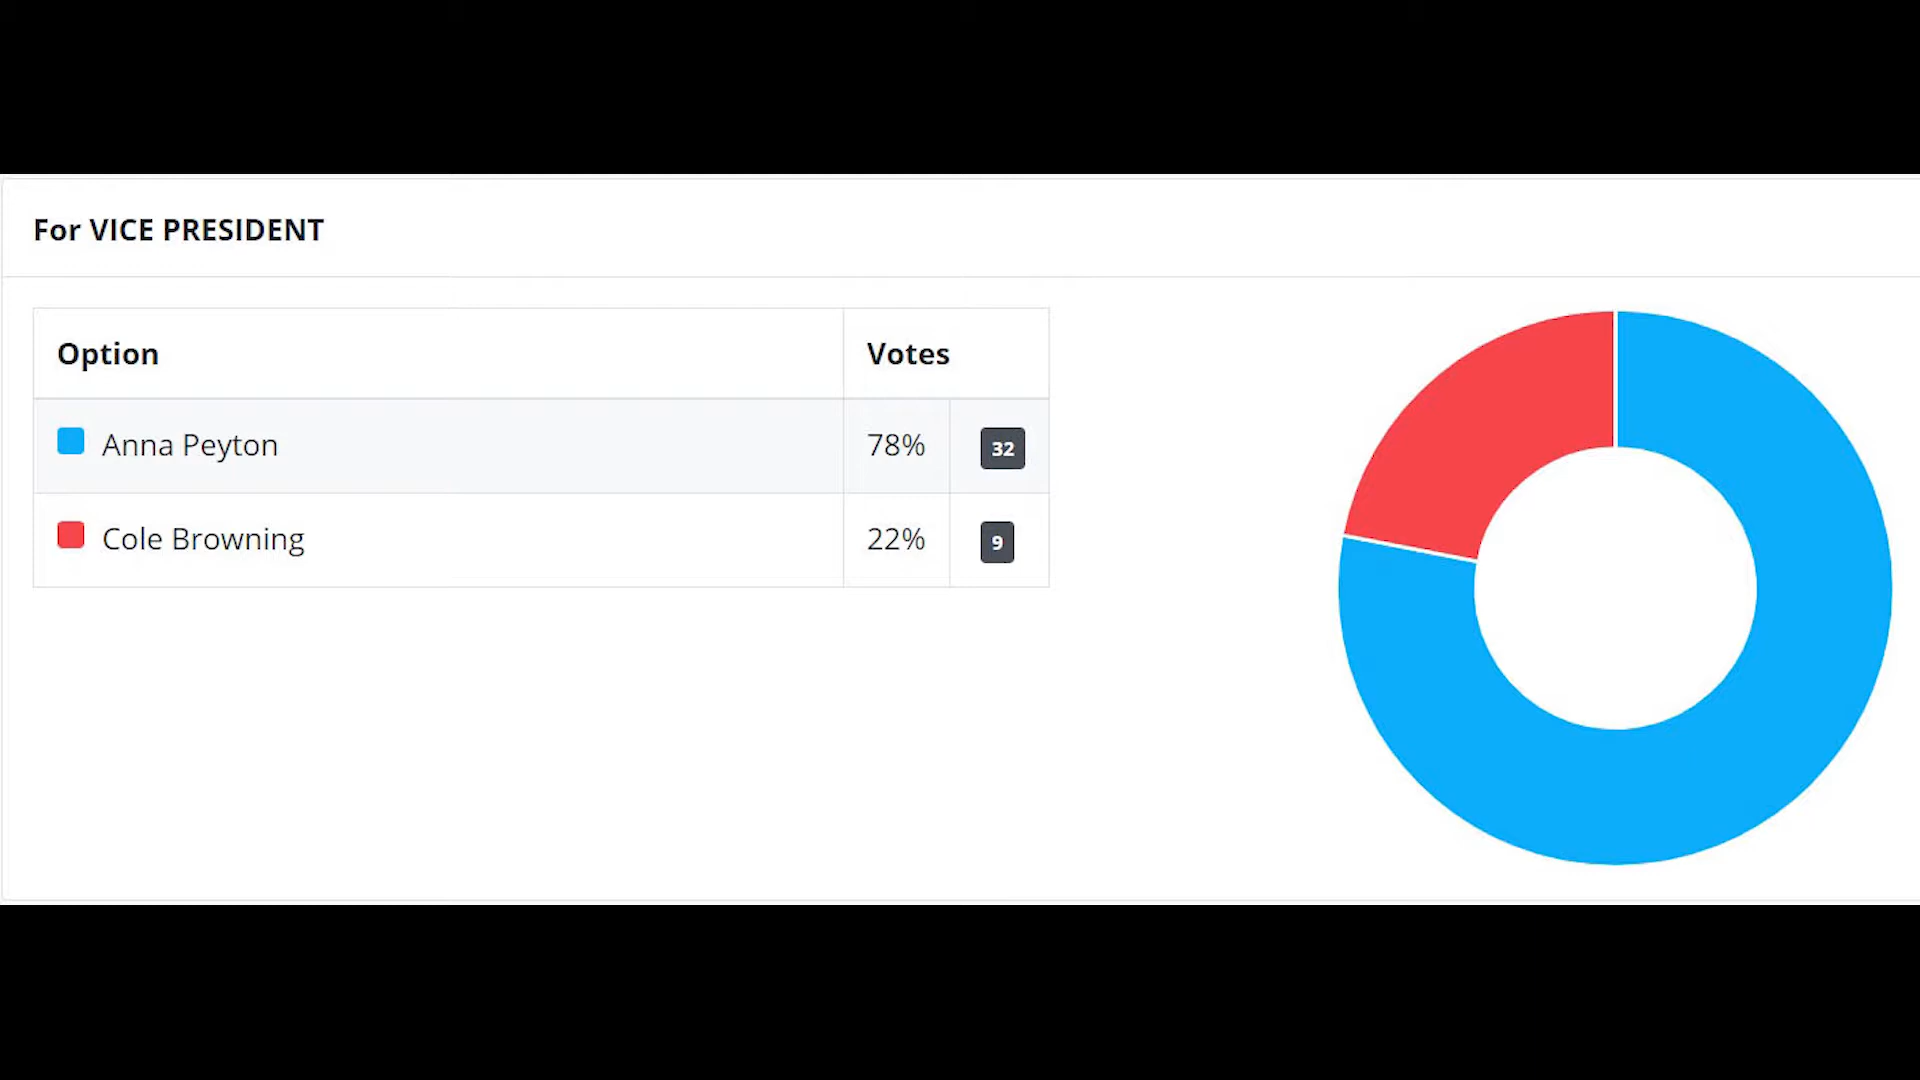 For VICE PRESIDENT
Option Votes
Anna Peyton 78% 32
Cole Browning 22% 9